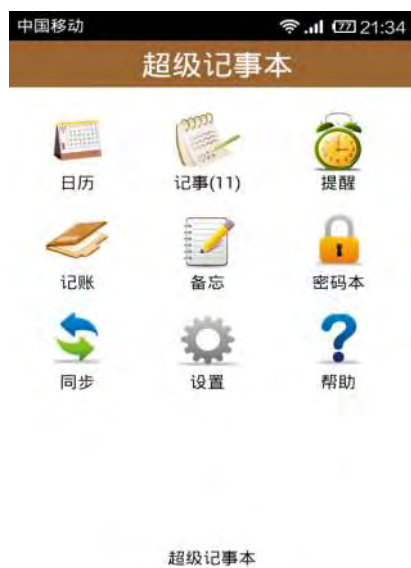 中国移动 77 21:34
超级记事本
日历 记事(11) 提醒
记账 备忘 密码本
同步 设置 帮助
超级记事本